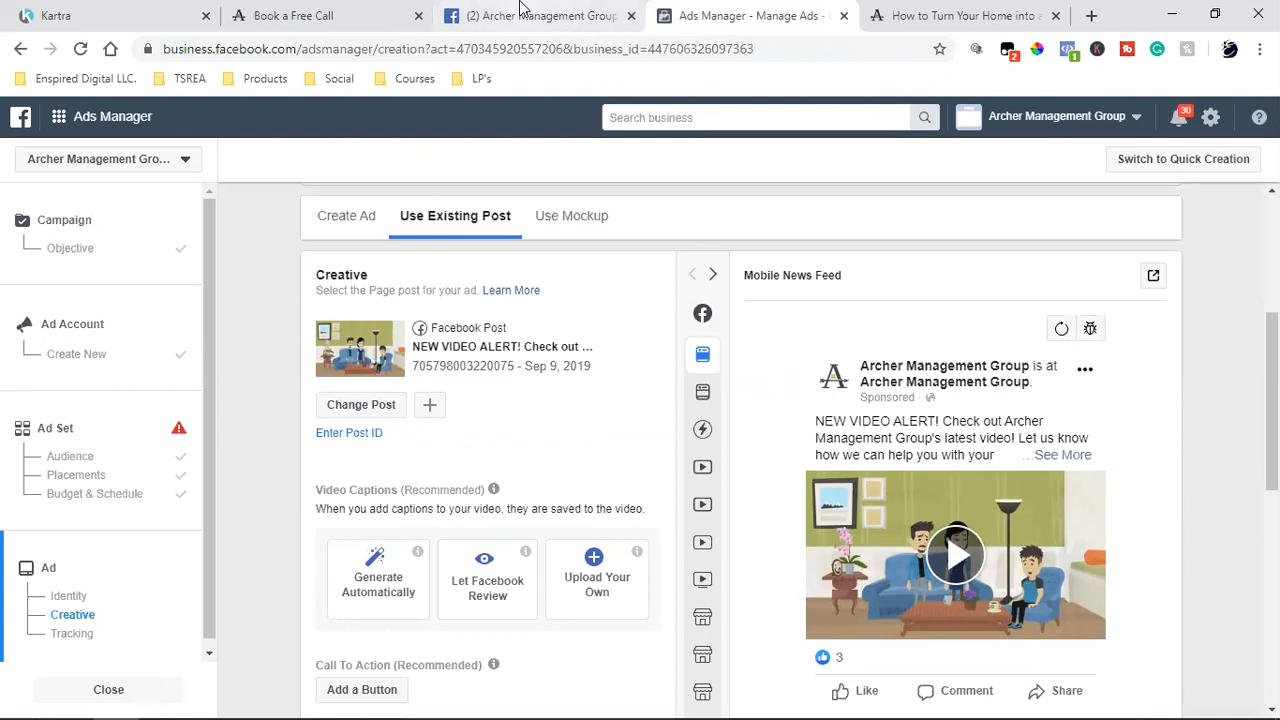 Kartra
Book a Free Call
(2) Archer Management Group
Ads Manager - Manage Ads -
How to Turn Your Home into a
business.facebook.com/adsmanager/creation?act=470345920557206&business_id=447606326097363
2
1
Enspired Digital LLC.
TSREA
Products
Social
Courses
LP's
Ads Manager
Search business
Archer Management Group
30
Archer Management Gro...
Switch to Quick Creation
Campaign
Objective
Ad Account
Create New
Ad Set
Audience
Placements
Budget & Schedule
Ad
Identity
Creative
Tracking
Close
Create Ad
Use Existing Post
Use Mockup
Creative
Select the Page post for your ad. Learn More
Facebook Post
NEW VIDEO ALERT! Check out ...
705798003220075 - Sep 9, 2019
Change Post
Enter Post ID
Video Captions (Recommended)
When you add captions to your video, they are saved to the video.
Generate Automatically
Let Facebook Review
Upload Your Own
Call To Action (Recommended)
Add a Button
Mobile News Feed
Archer Management Group is at
Archer Management Group.
Sponsored ·
NEW VIDEO ALERT! Check out Archer
Management Group's latest video! Let us know
how we can help you with your ...See More
3
Like
Comment
Share